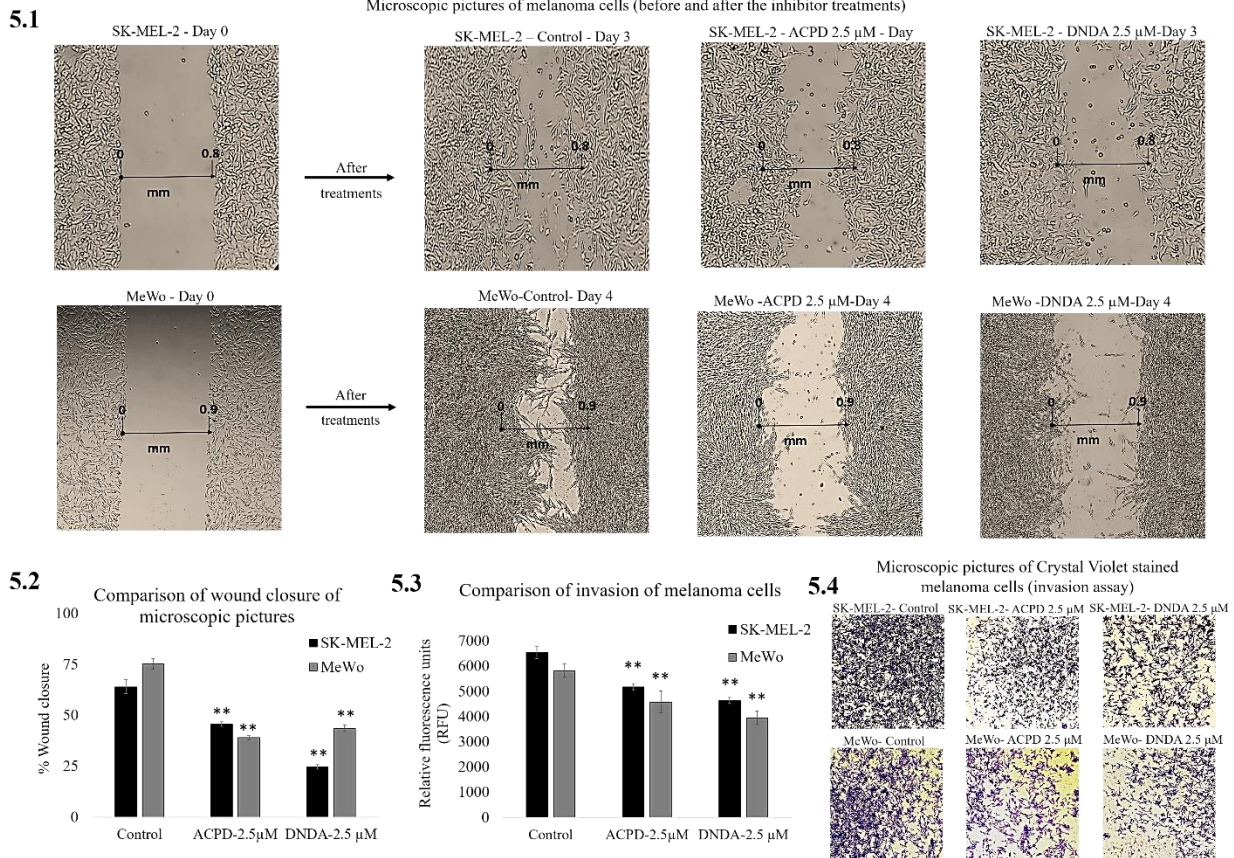 5.1
Microscopic pictures of melanoma cells (before and after the inhibitor treatments)
SK-MEL-2 - Day 0
SK-MEL-2 – Control - Day 3
SK-MEL-2 - ACPD 2.5 µM - Day
3
SK-MEL-2 - DNDA 2.5 µM-Day 3
0 0.8
mm
After
treatments
0 0.8
mm
0 0.8
mm
0 0.8
mm
MeWo - Day 0
MeWo-Control- Day 4
MeWo -ACPD 2.5 µM-Day 4
MeWo -DNDA 2.5 µM-Day 4
0 0.9
mm
After
treatments
0 0.9
mm
0 0.9
mm
0 0.9
mm
5.2
Comparison of wound closure of
microscopic pictures
% Wound closure
100
75
50
25
0
SK-MEL-2
MeWo
** **
** **
Control ACPD-2.5µM DNDA-2.5 µM
5.3
Comparison of invasion of melanoma cells
Relative fluorescence units
(RFU)
7000
6000
5000
4000
3000
2000
1000
0
SK-MEL-2
MeWo
** **
** **
Control ACPD-2.5µM DNDA-2.5 µM
5.4
Microscopic pictures of Crystal Violet stained
melanoma cells (invasion assay)
SK-MEL-2- Control
SK-MEL-2- ACPD 2.5 µM
SK-MEL-2- DNDA 2.5 µM
MeWo- Control
MeWo- ACPD 2.5 µM
MeWo- DNDA 2.5 µM